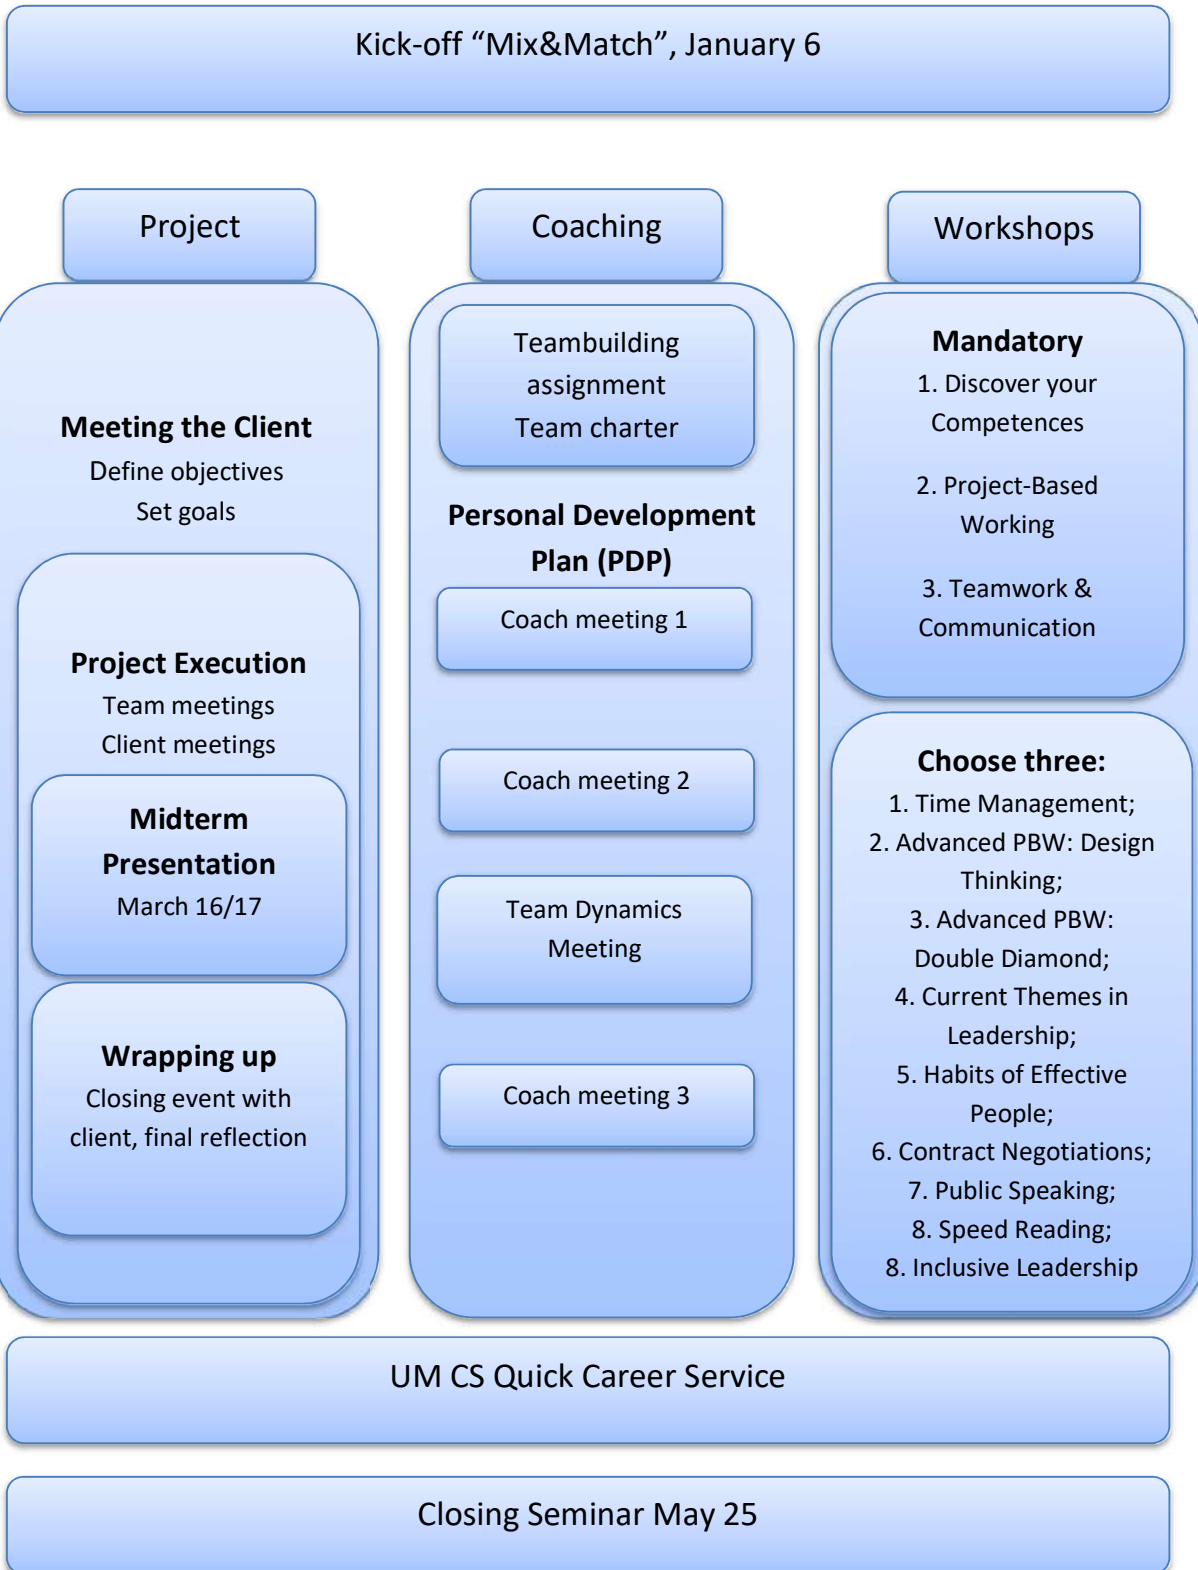 Kick-off “Mix&Match”, January 6
Project
Meeting the Client
Define objectives
Set goals
Project Execution
Team meetings
Client meetings
Midterm
Presentation
March 16/17
Wrapping up
Closing event with
client, final reflection
Coaching
Teambuilding
assignment
Team charter
Personal Development
Plan (PDP)
Coach meeting 1
Coach meeting 2
Team Dynamics
Meeting
Coach meeting 3
Workshops
Mandatory
1. Discover your
Competences
2. Project-Based
Working
3. Teamwork &
Communication
Choose three:
1. Time Management;
2. Advanced PBW: Design
Thinking;
3. Advanced PBW:
Double Diamond;
4. Current Themes in
Leadership;
5. Habits of Effective
People;
6. Contract Negotiations;
7. Public Speaking;
8. Speed Reading;
8. Inclusive Leadership
UM CS Quick Career Service
Closing Seminar May 25